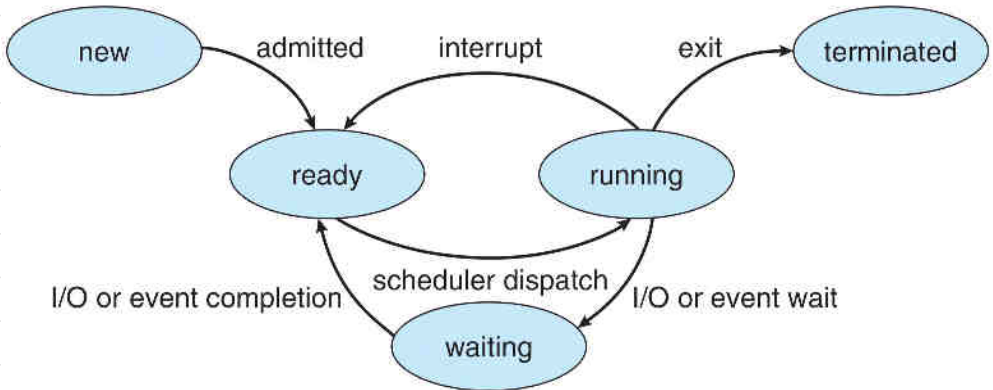 new
admitted
interrupt
exit
terminated
ready
running
I/O or event completion
scheduler dispatch
I/O or event wait
waiting